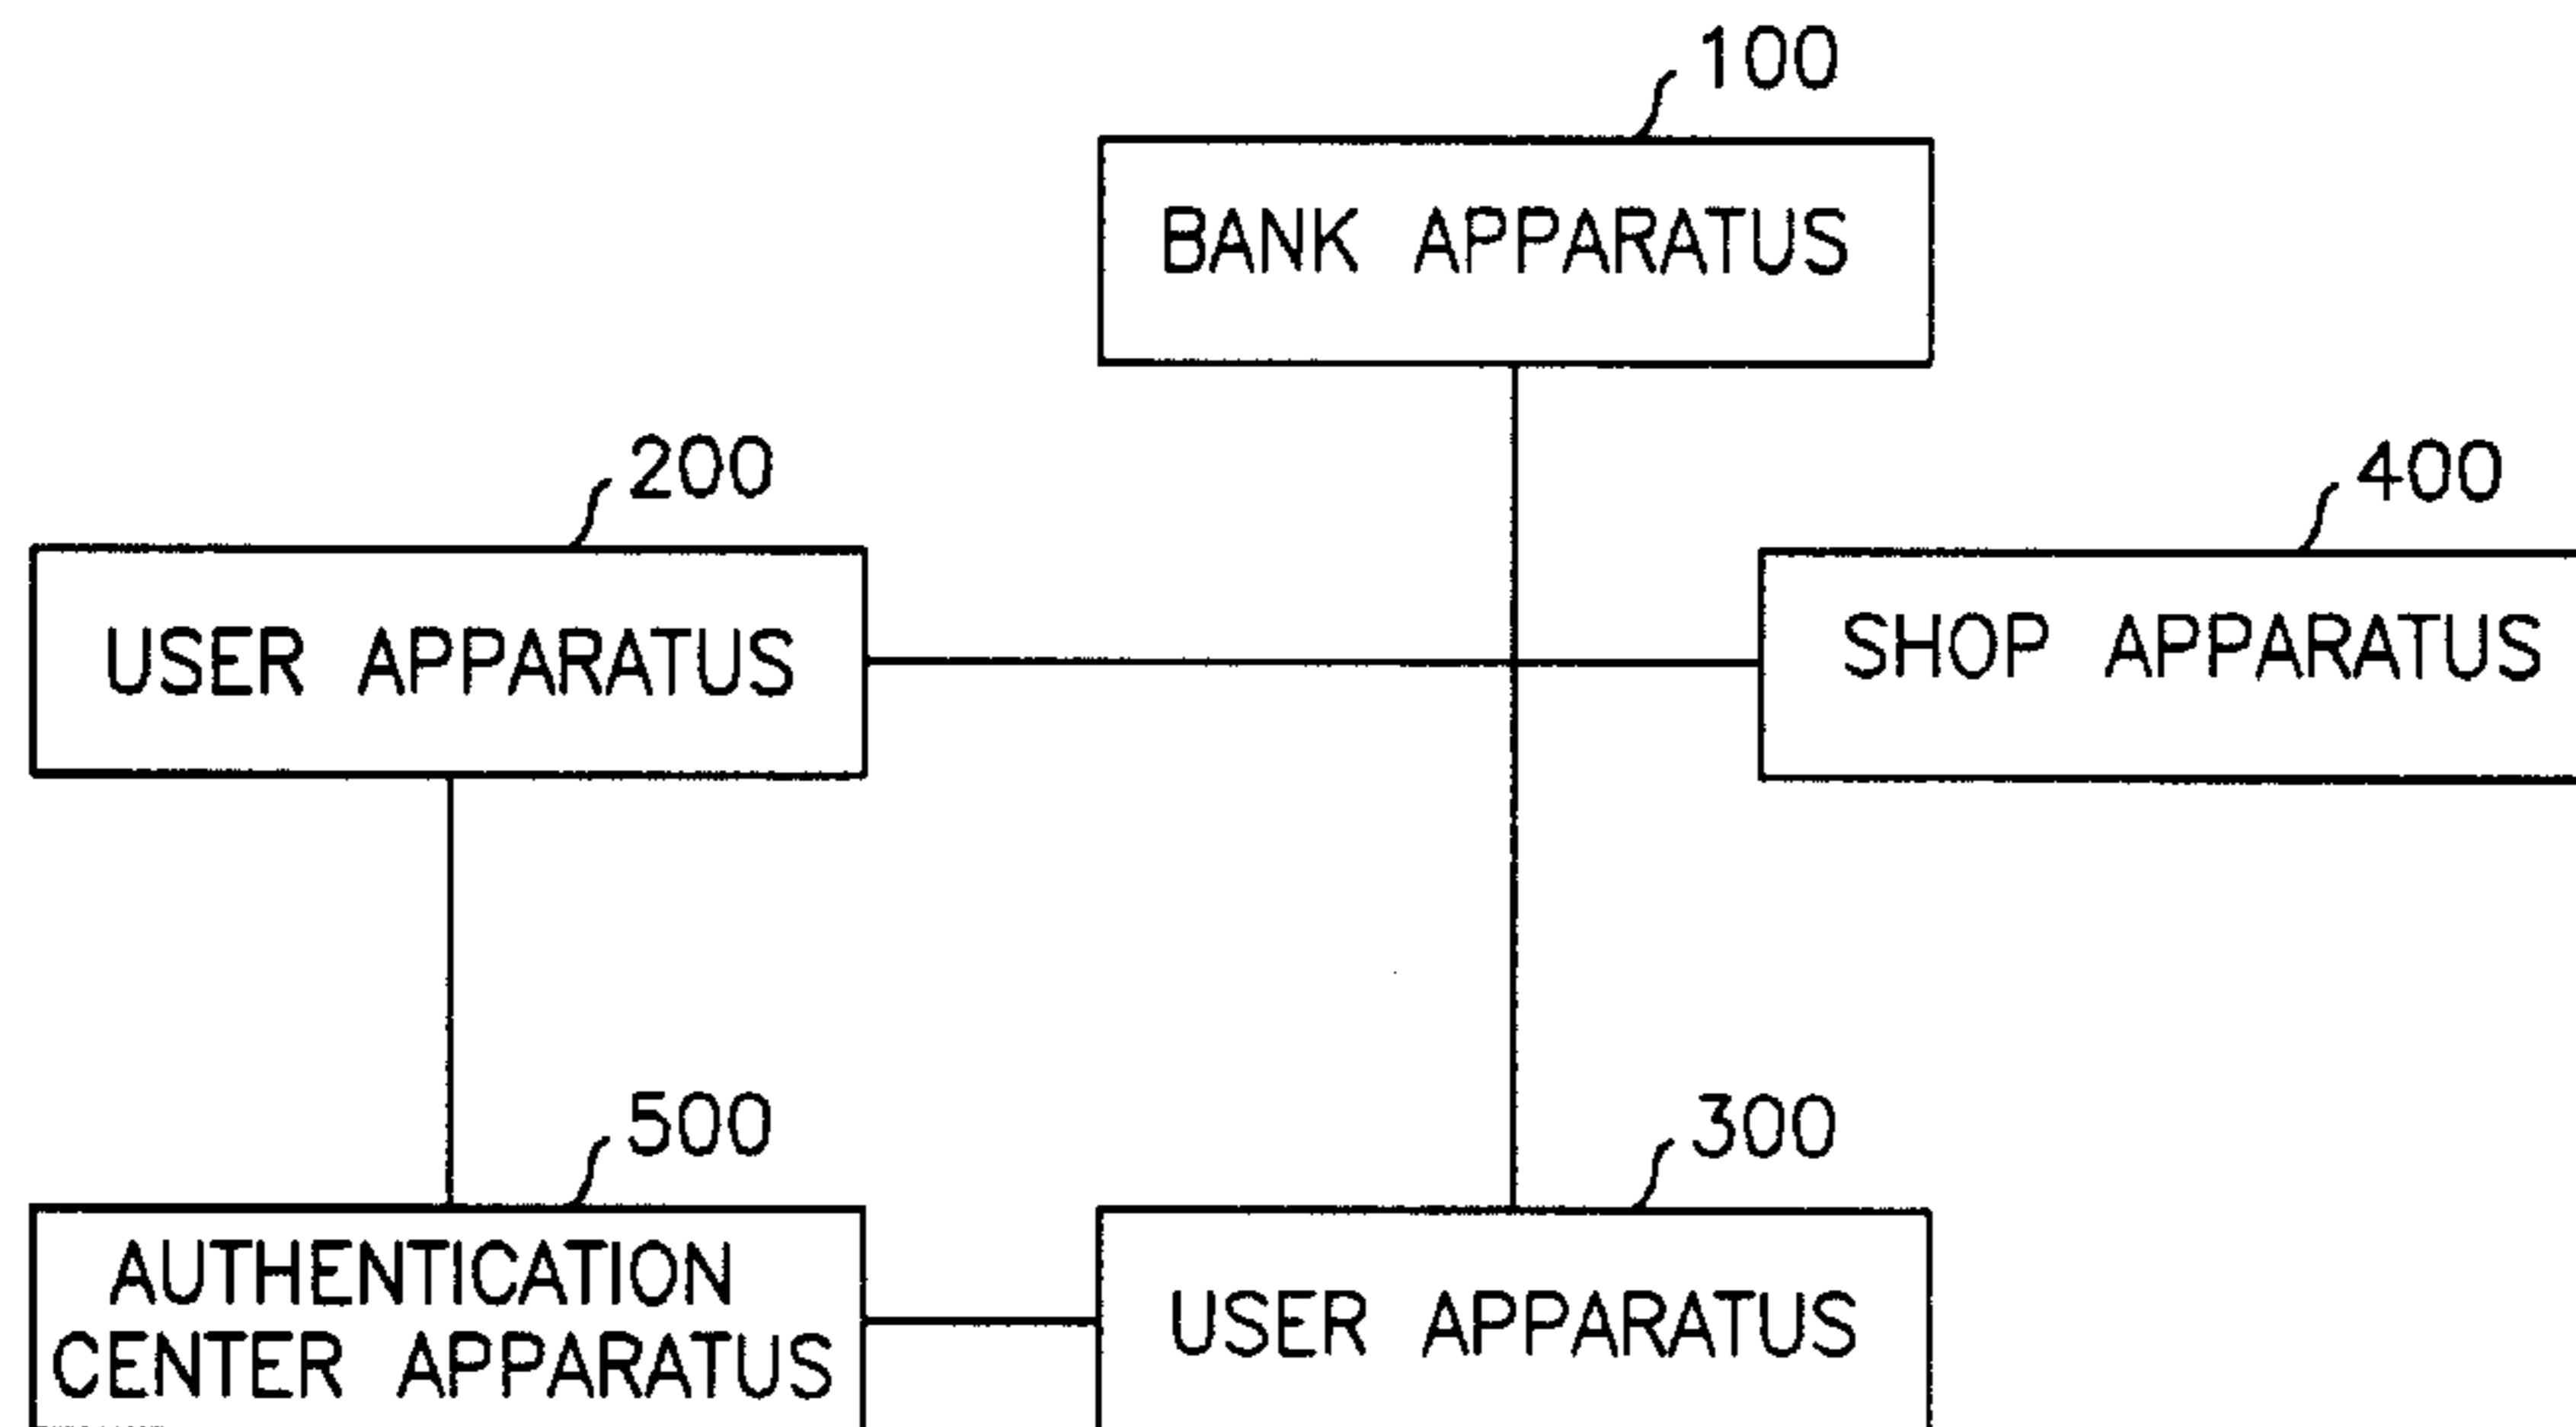 100
BANK APPARATUS
200
400
USER APPARATUS
SHOP APPARATUS
500
300
AUTHENTICATION
CENTER APPARATUS
USER APPARATUS